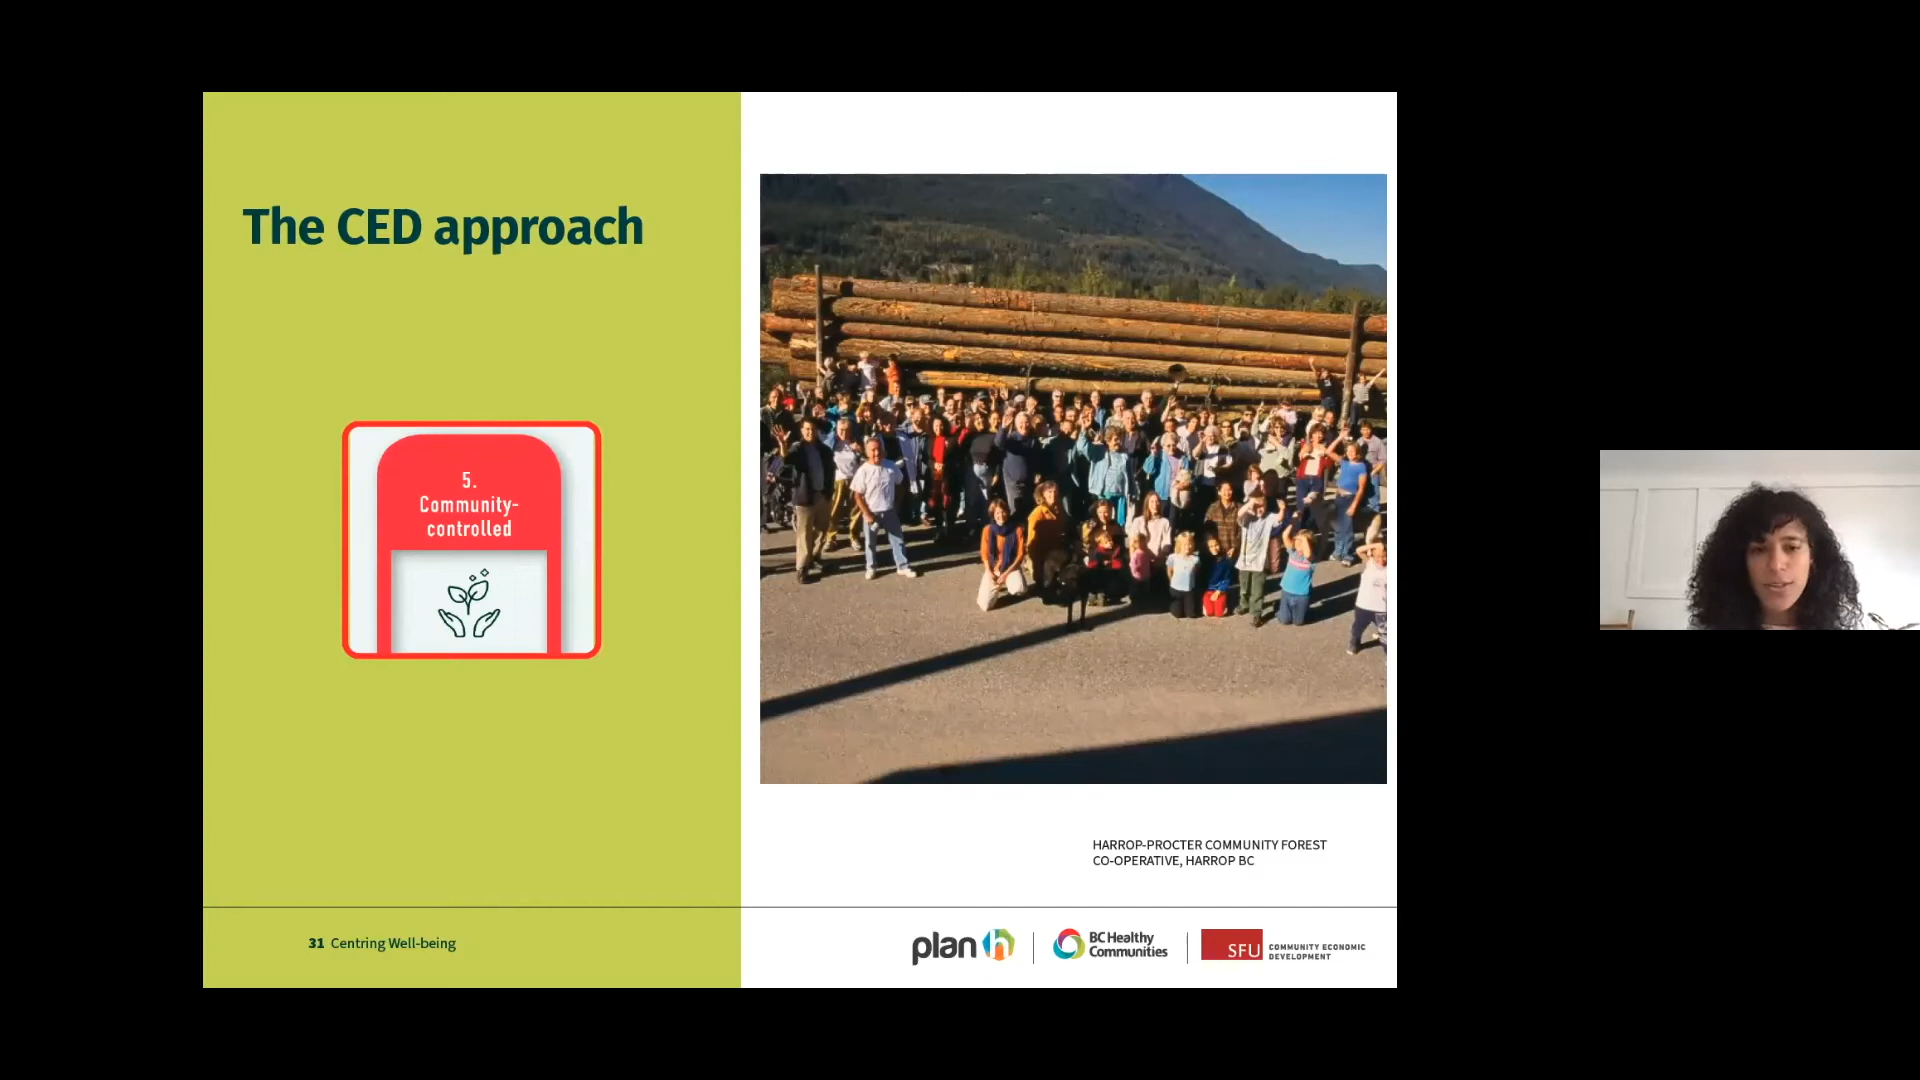 The CED approach
5.
Community-
controlled
HARROP-PROCTER COMMUNITY FOREST
CO-OPERATIVE, HARROP BC
31 Centring Well-being
plan h
BC Healthy
Communities
SFU
COMMUNITY ECONOMIC
DEVELOPMENT